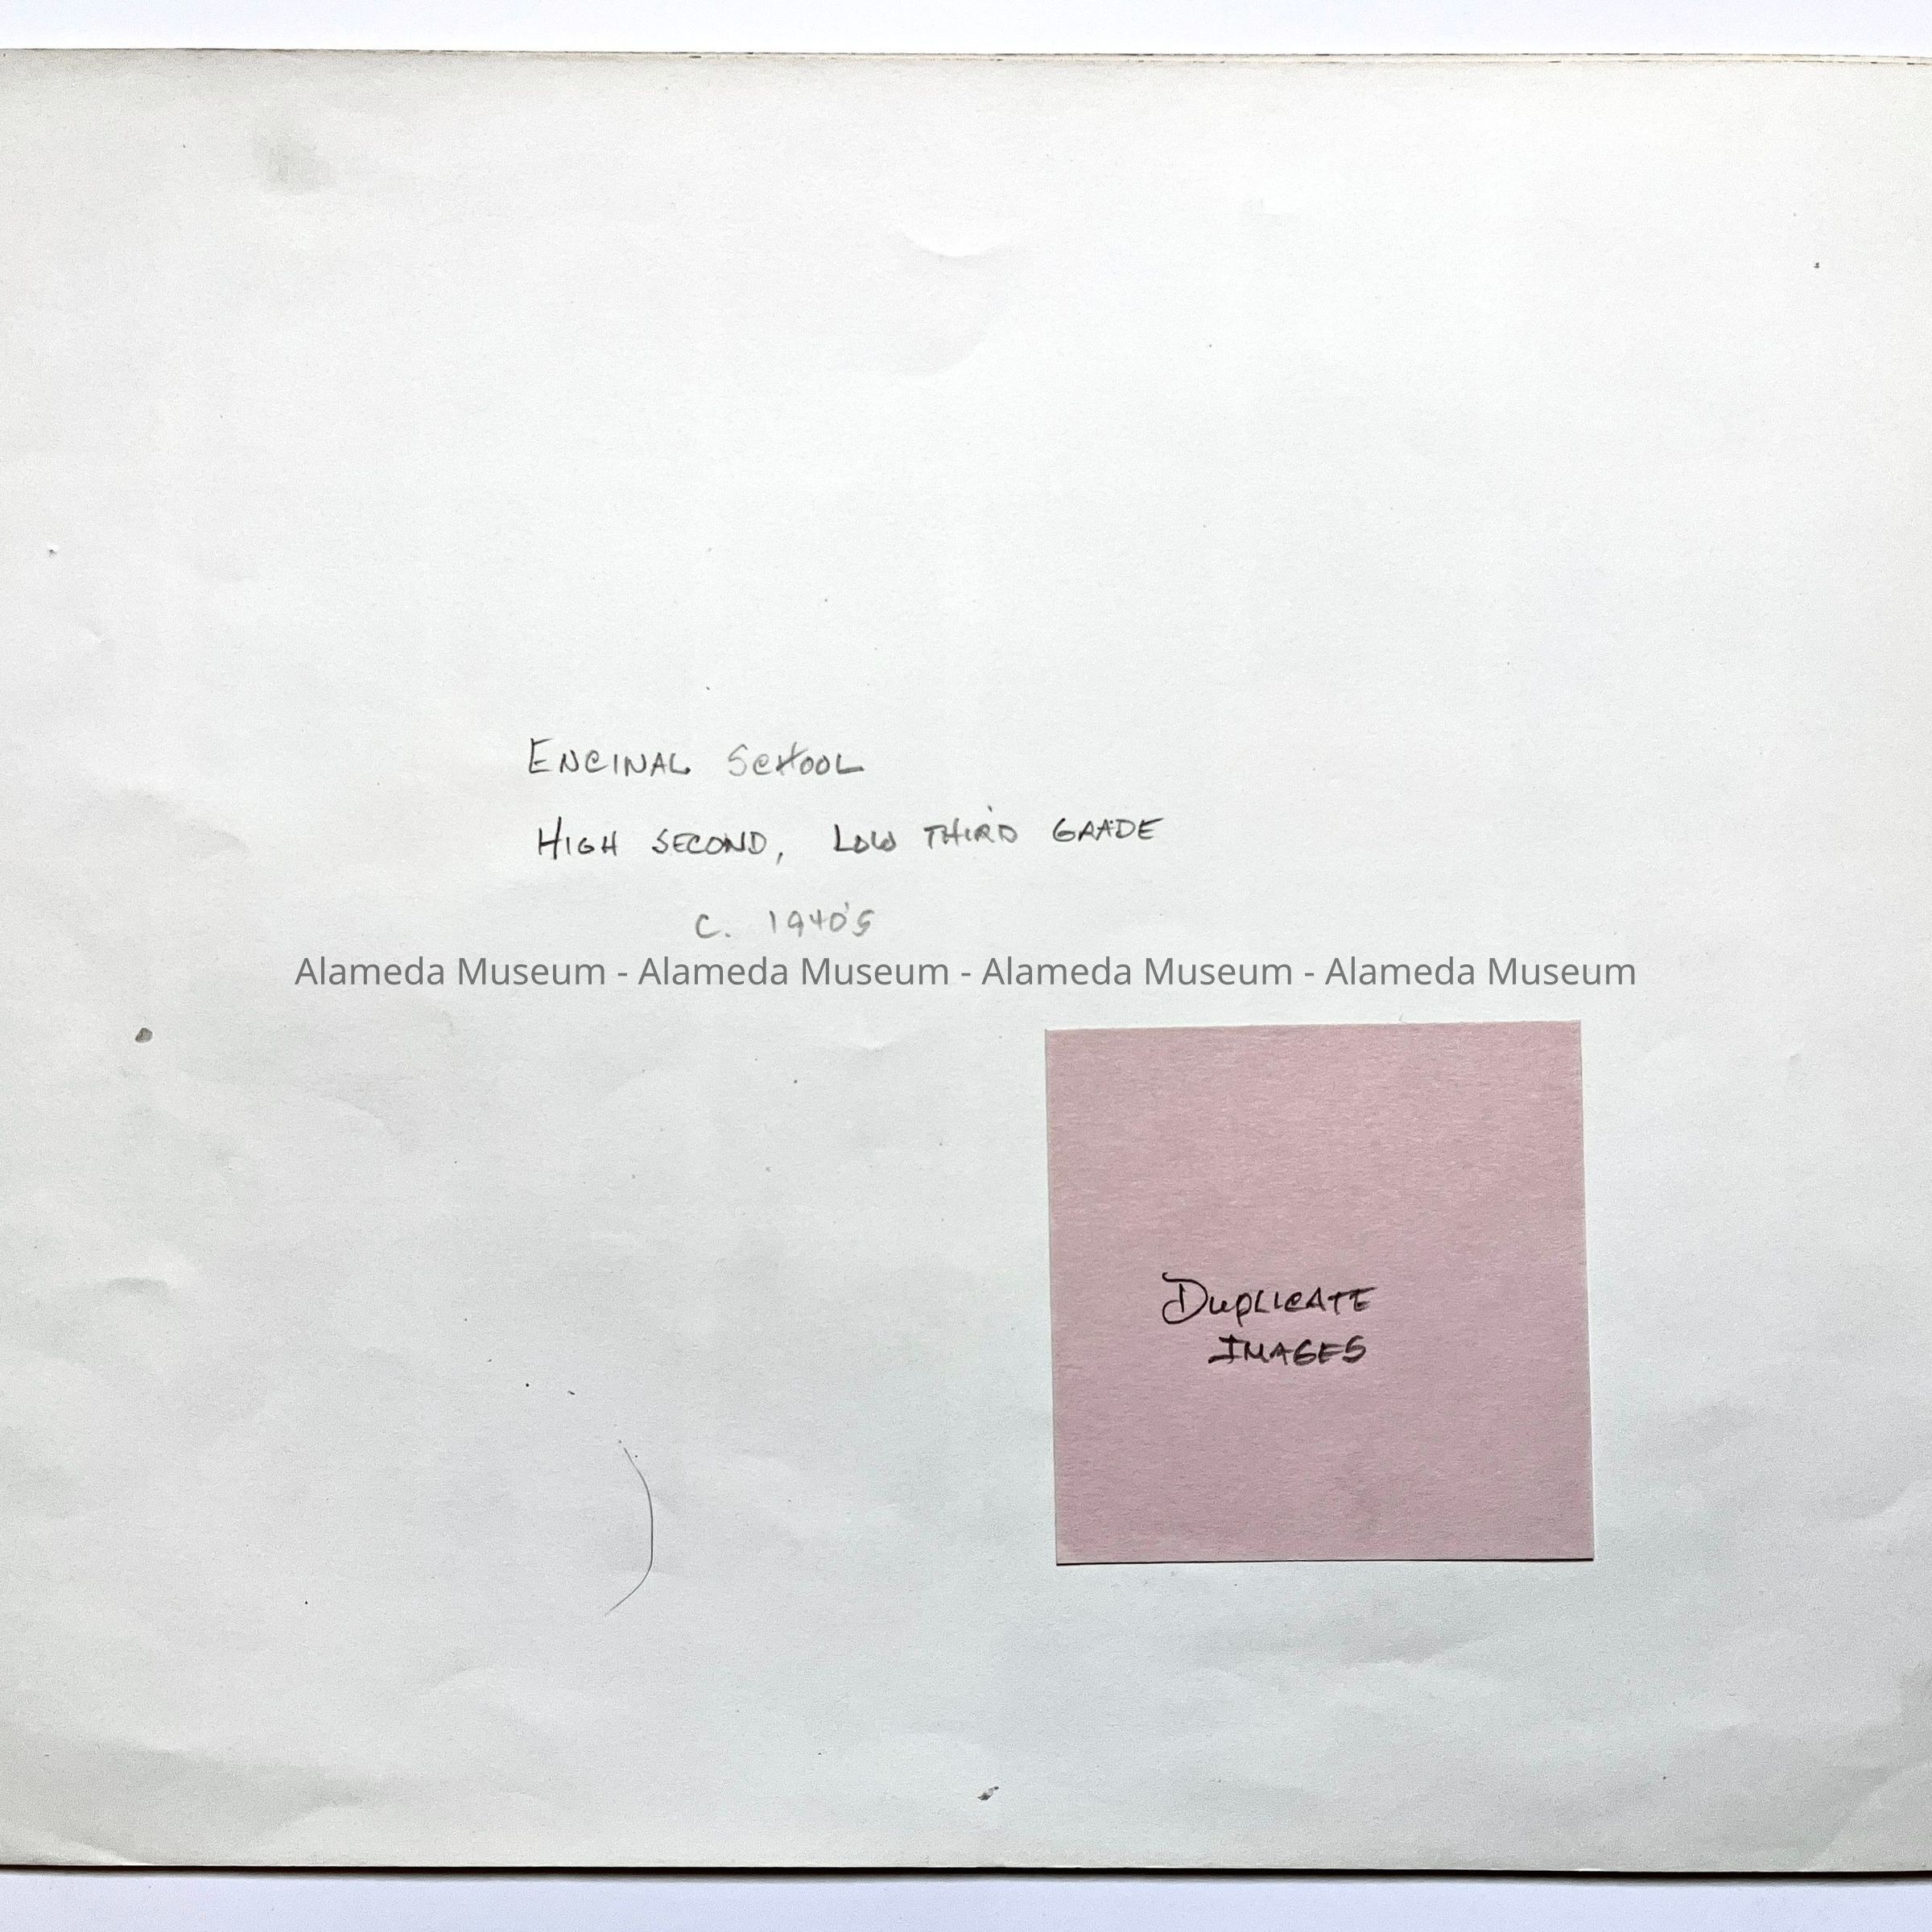 ENCINAL SCHOOL
HIGH SECOND, LOW THIRD GRADE
C. 1940'S
Alameda Museum - Alameda Museum - Alameda Museum - Alameda Museum
DUPLICATE
IMAGES